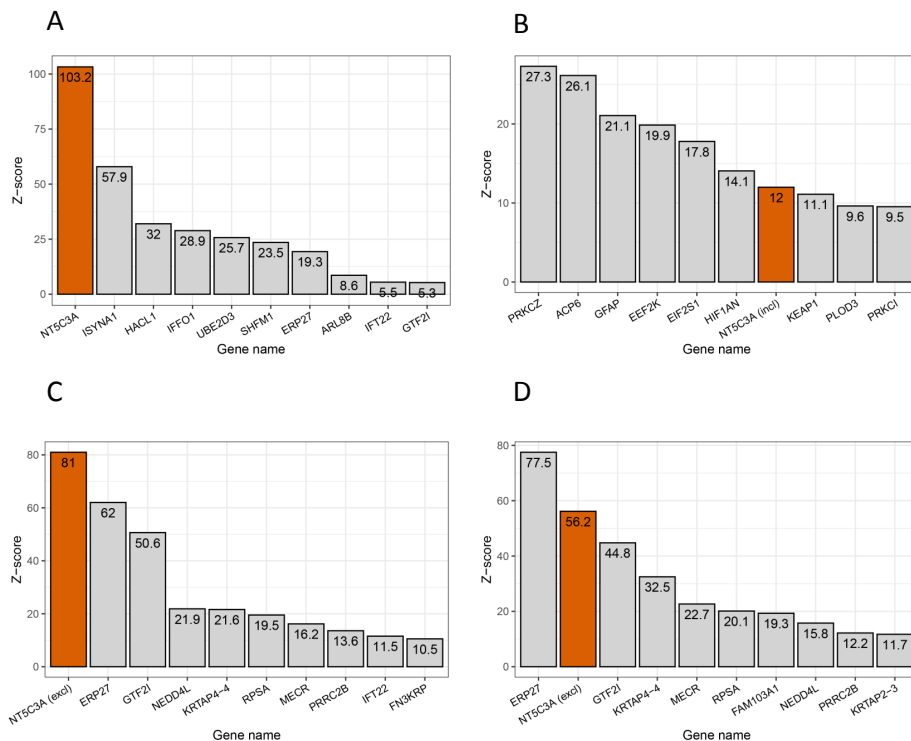 A
Z−score
100
75
50
25
0
103.2
57.9
32
28.9
25.7
23.5
19.3
8.6
5.5
5.3
NT5C3A
ISYNA1
HACL1
IFFO1
UBE2D3
SHFM1
ERP27
ARL8B
IFT22
GTF2I
Gene name
B
Z−score
20
10
0
27.3
26.1
21.1
19.9
17.8
14.1
12
11.1
9.6
9.5
PRKCZ
ACP6
GFAP
EEF2K
EIF2S1
HIF1AN
NT5C3A (incl)
KEAP1
PLOD3
PRKCI
Gene name
C
Z−score
80
60
40
20
0
81
62
50.6
21.9
21.6
19.5
16.2
13.6
11.5
10.5
NT5C3A (excl)
ERP27
GTF2I
NEDD4L
KRTAP4−4
RPSA
MECR
PRRC2B
IFT22
FN3KRP
Gene name
D
Z−score
80
60
40
20
0
77.5
56.2
44.8
32.5
22.7
20.1
19.3
15.8
12.2
11.7
ERP27
NT5C3A (excl)
GTF2I
KRTAP4−4
MECR
RPSA
FAM103A1
NEDD4L
PRRC2B
KRTAP2−3
Gene name